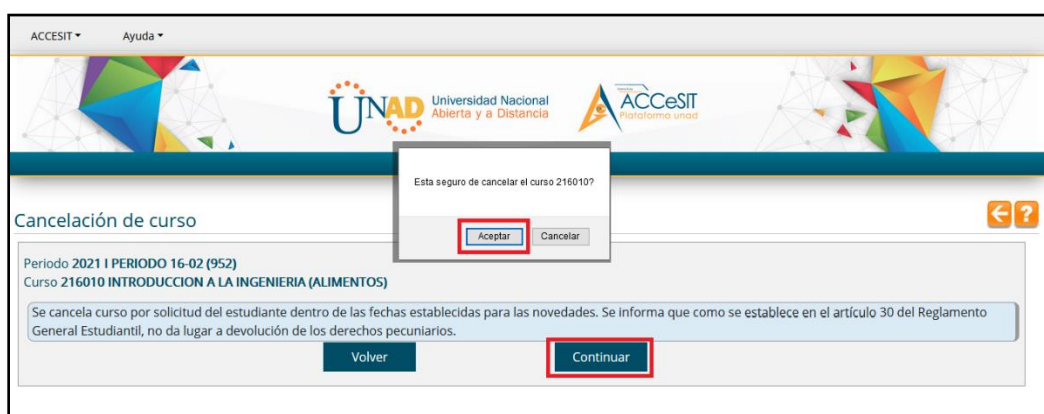 ACCESIT Ayuda
UNAD Universidad Nacional
Abierta y a Distancia
ACCeSIT
Plataforma unad
Esta seguro de cancelar el curso 216010?
Aceptar Cancelar
Cancelación de curso
?
Periodo 2021 I PERIODO 16-02 (952)
Curso 216010 INTRODUCCION A LA INGENIERIA (ALIMENTOS)
Se cancela curso por solicitud del estudiante dentro de las fechas establecidas para las novedades. Se informa que como se establece en el artículo 30 del Reglamento
General Estudiantil, no da lugar a devolución de los derechos pecuniarios.
Volver Continuar